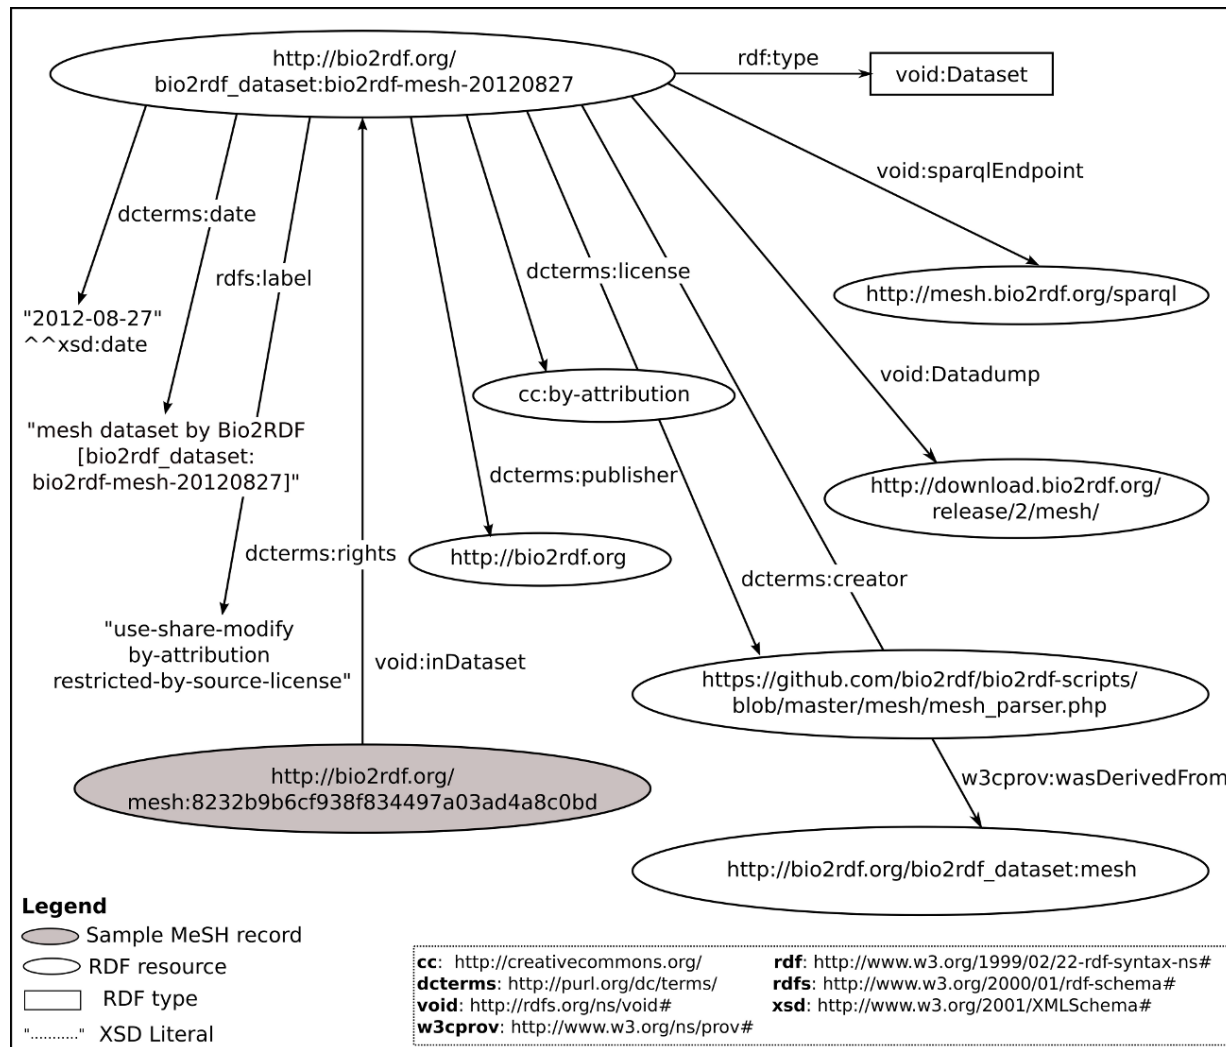 http://bio2rdf.org/
bio2rdf_dataset:bio2rdf-mesh-20120827
rdf:type
void:Dataset
void:sparqlEndpoint
dcterms:date
dcterms:license
rdfs:label
http://mesh.bio2rdf.org/sparql
"2012-08-27"
^^xsd:date
void:Datadump
cc:by-attribution
"mesh dataset by Bio2RDF
[bio2rdf_dataset:
bio2rdf-mesh-20120827]"
dcterms:publisher
http://download.bio2rdf.org/
release/2/mesh/
dcterms:rights
http://bio2rdf.org
dcterms:creator
"use-share-modify
by-attribution
restricted-by-source-license"
void:inDataset
https://github.com/bio2rdf/bio2rdf-scripts/
blob/master/mesh/mesh_parser.php
http://bio2rdf.org/
mesh:8232b9b6cf938f834497a03ad4a8c0bd
w3cprov:wasDerivedFrom
http://bio2rdf.org/bio2rdf_dataset:mesh
Legend
Sample MeSH record
RDF resource
RDF type
"..........." XSD Literal
cc: http://creativecommons.org/
dcterms: http://purl.org/dc/terms/
void: http://rdfs.org/ns/void#
w3cprov: http://www.w3.org/ns/prov#
rdf: http://www.w3.org/1999/02/22-rdf-syntax-ns#
rdfs: http://www.w3.org/2000/01/rdf-schema#
xsd: http://www.w3.org/2001/XMLSchema#